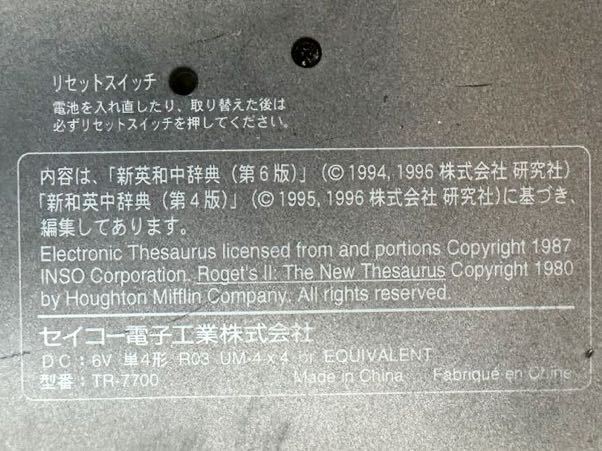 リセットスイッチ
電池を入れ直したり、取り替えた後は
必ずリセットスイッチを押してください。
内容は、「新英和中辞典（第6版）」（© 1994, 1996 株式会社 研究社）
「新和英中辞典（第4版）」（© 1995, 1996 株式会社 研究社）に基づき、
編集してあります。
Electronic Thesaurus licensed from and portions Copyright 1987
INSO Corporation. Roget's II: The New Thesaurus Copyright 1980
by Houghton Mifflin Company. All rights reserved.
セイコー電子工業株式会社
DC：6V 単4形 R03 UM-4 x 4 or EQUIVALENT
型番：TR-7700 Made in China Fabriqué en Chine